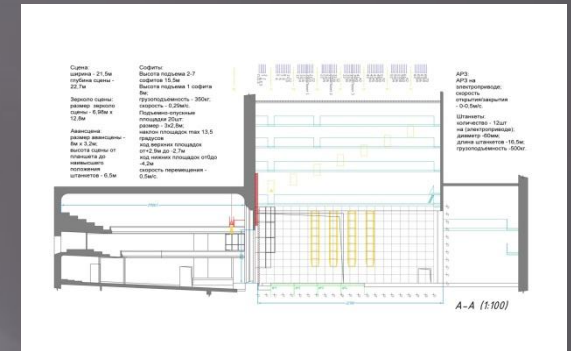 Сцена:
ширина - 21,5м
глубина сцены -
22,7м
Зеркало сцены:
размер зеркало
сцены - 6,98м х
12,8м
Авансцена:
размер авансцены -
8м х 3,2м;
высота сцены от
планшета до
наивысшего
положения
штанкетов - 6,5м
Софиты:
Высота подъема 2-7
софитов 15,5м
Высота подъема 1 софита
8м;
грузоподъемность - 350кг.
скорость - 0,29м/с.
Подъемно-опускные
площадки 20шт:
размер - 3х2,8м;
наклон площадок max 13,5
градусов
ход верхних площадок
от+2,9м до -2,7м
ход нижних площадок от0до
-4,2м
скорость перемещения -
0,5м/с.
АРЗ:
АРЗ на
электроприводе;
скорость
открытия/закрытия
- 0-0,5м/с.
Штанкеты:
количество - 12шт
на (электроприводе);
диаметр -60мм;
длина штанкетов -16,5м;
грузоподъемность -500кг.
А-А (1:100)